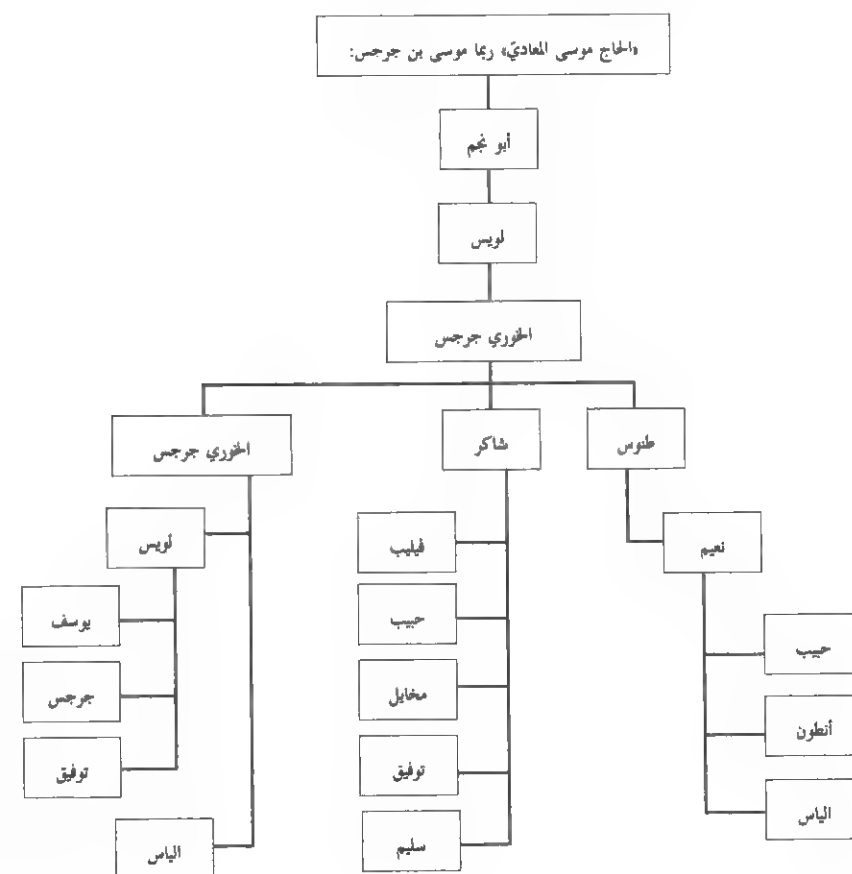 «الحاج موسى المعاديّ» ربما موسى بن جرجس:
أبو نجم
لويس
الخوري جرجس
طنوس
شاكر
الخوري جرجس
نعيم
حبيب
أنطون
الياس
فيليب
حبيب
مخايل
توفيق
سليم
لويس
يوسف
جرجس
توفيق
الياس